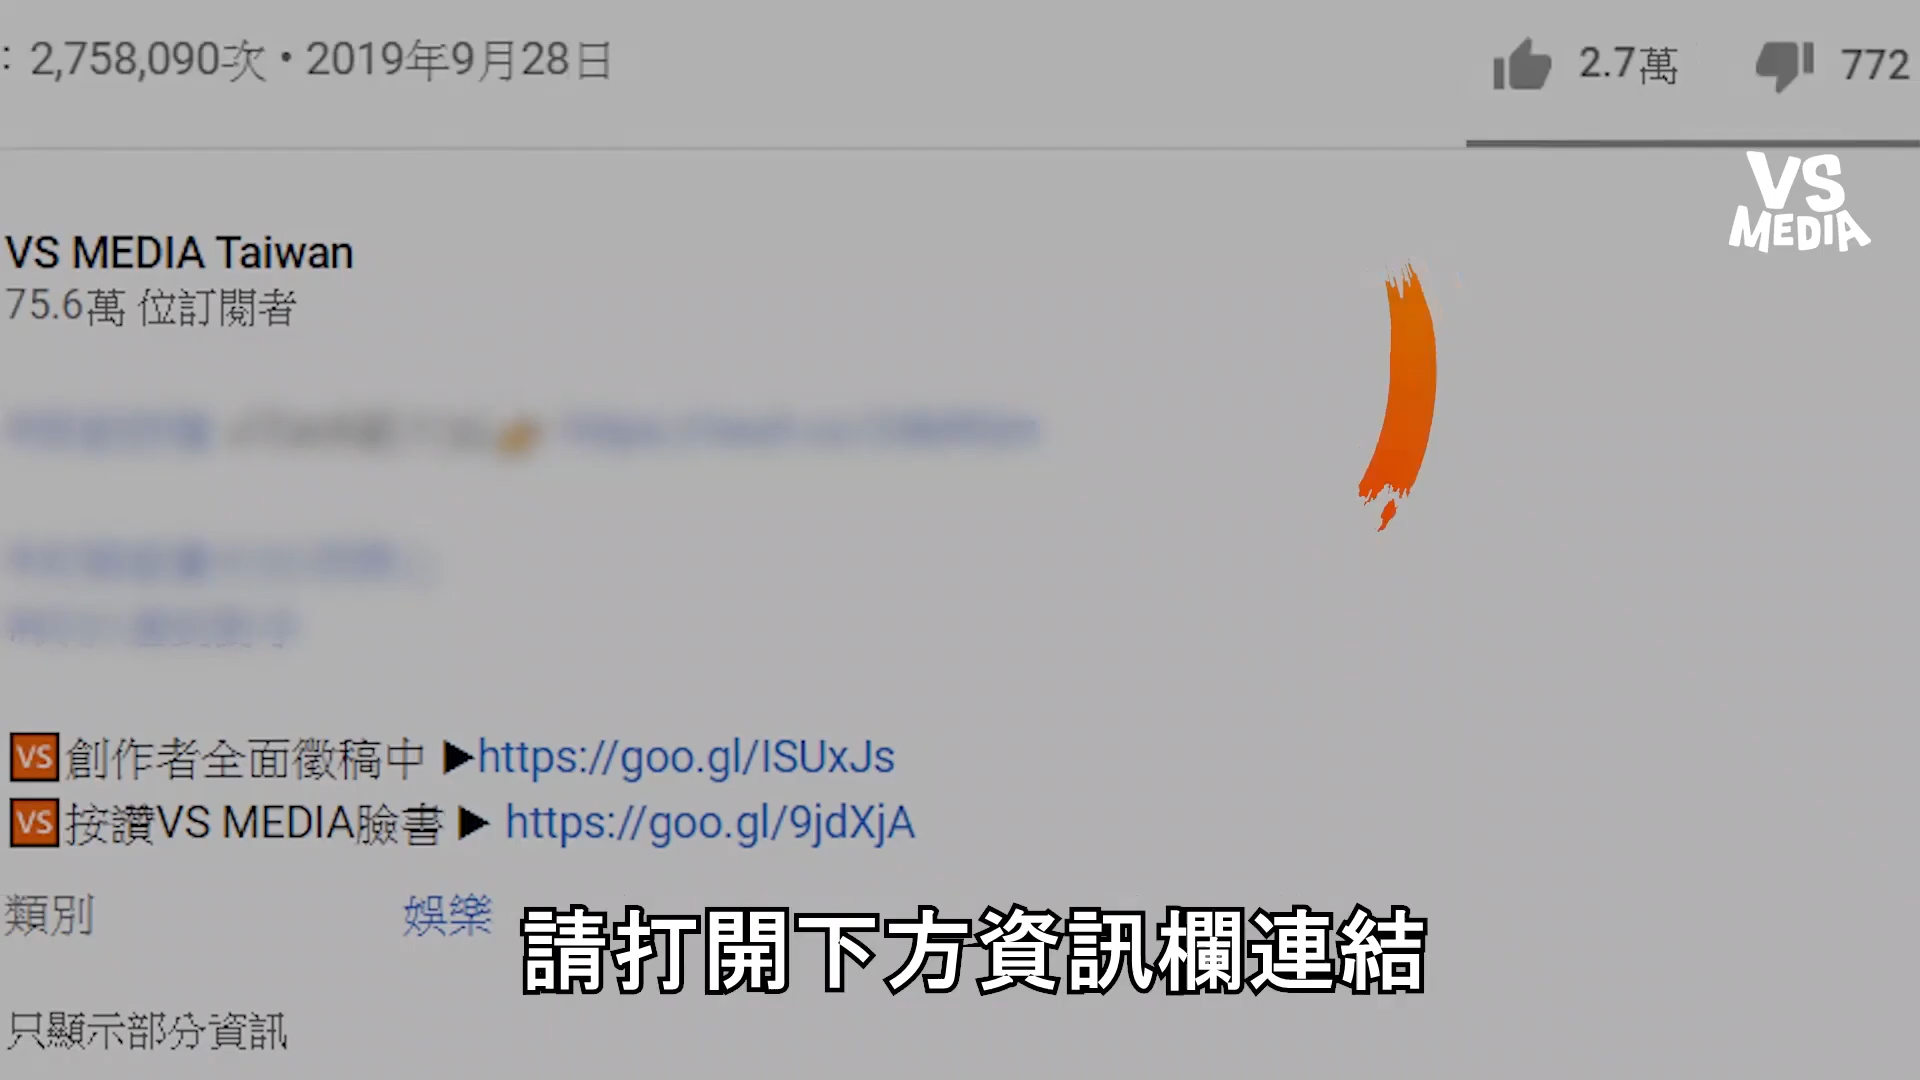 : 2,758,090次 • 2019年9月28日
2.7萬
772
VS MEDIA
VS MEDIA Taiwan
75.6萬 位訂閱者
VS創作者全面徵稿中 ▶https://goo.gl/ISUxJs
VS按讚VS MEDIA臉書 ▶ https://goo.gl/9jdXjA
類別 娛樂
請打開下方資訊欄連結
只顯示部分資訊